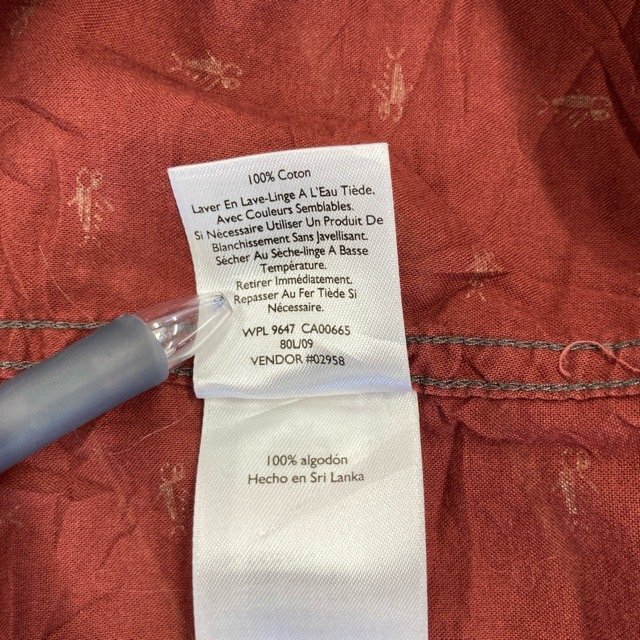 100% Coton
Laver En Lave-Linge A L'Eau Tiède,
Avec Couleurs Semblables.
Si Nécessaire Utiliser Un Produit De
Blanchissement Sans Javellisant.
Sécher Au Sèche-linge A Basse
Température.
Retirer Immédiatement.
Repasser Au Fer Tiède Si
Nécessaire.
WPL 9647 CA00665
80L/09
VENDOR #02958
100% algodón
Hecho en Sri Lanka